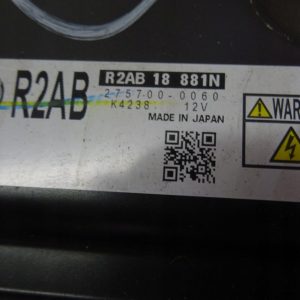 R2AB
R2AB 18 881N
275700-0060
K4238. 12V
MADE IN JAPAN
WAR